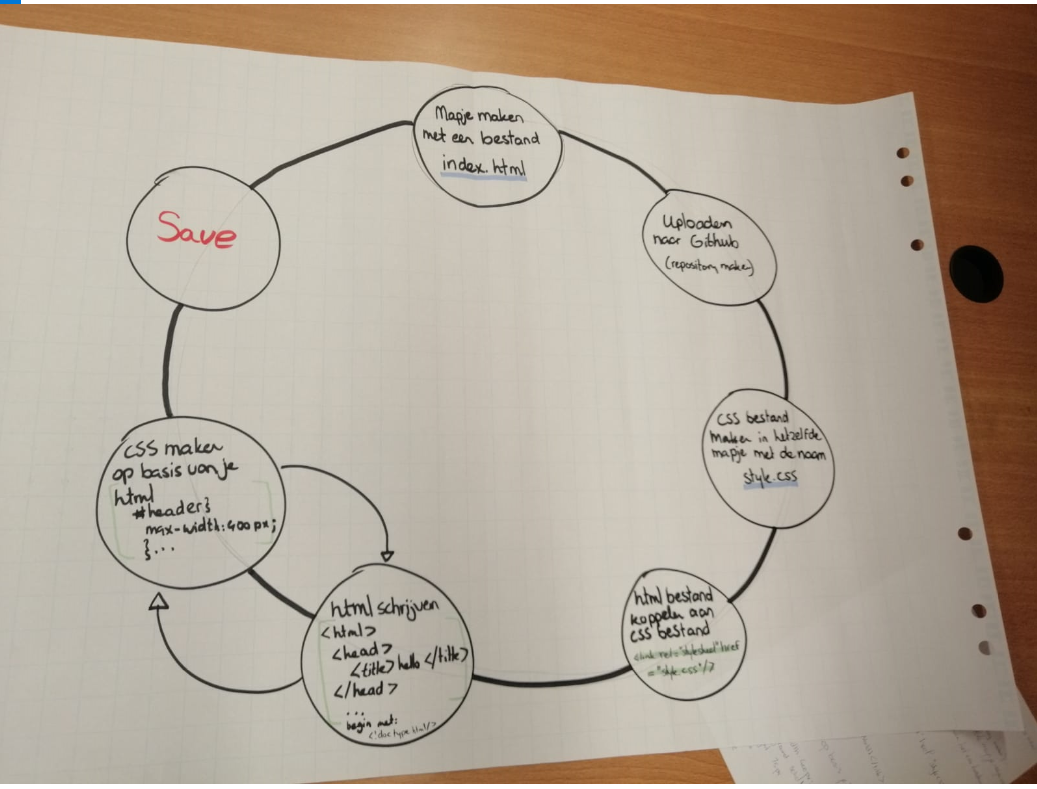 Mapje maken
met een bestand
index.html
Uploaden
naar Github
(repository maken)
CSS bestand
Maken in hetzelfde
mapje met de naam
style.css
html bestand
koppelen aan
CSS bestand
<link rel="stylesheet" href
="style.css"/>
html schrijven
<html>
<head>
<title> hello </title>
</head>
...
begin met:
<!doctype html/>
CSS maken
op basis van je
html
#header{
max-width:400px;
}...
Save